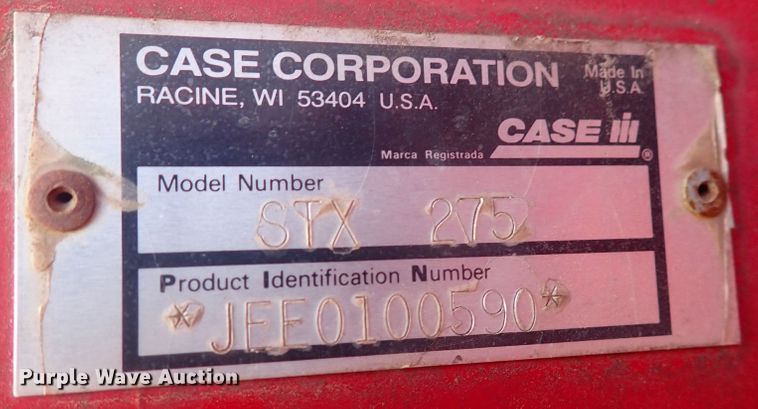 CASE CORPORATION
Made In
U.S.A.
RACINE, WI 53404 U.S.A.
CASE IH
Marca Registrada ®
Model Number
STX 275
Product Identification Number
*JEE0100590*
Purple Wave Auction